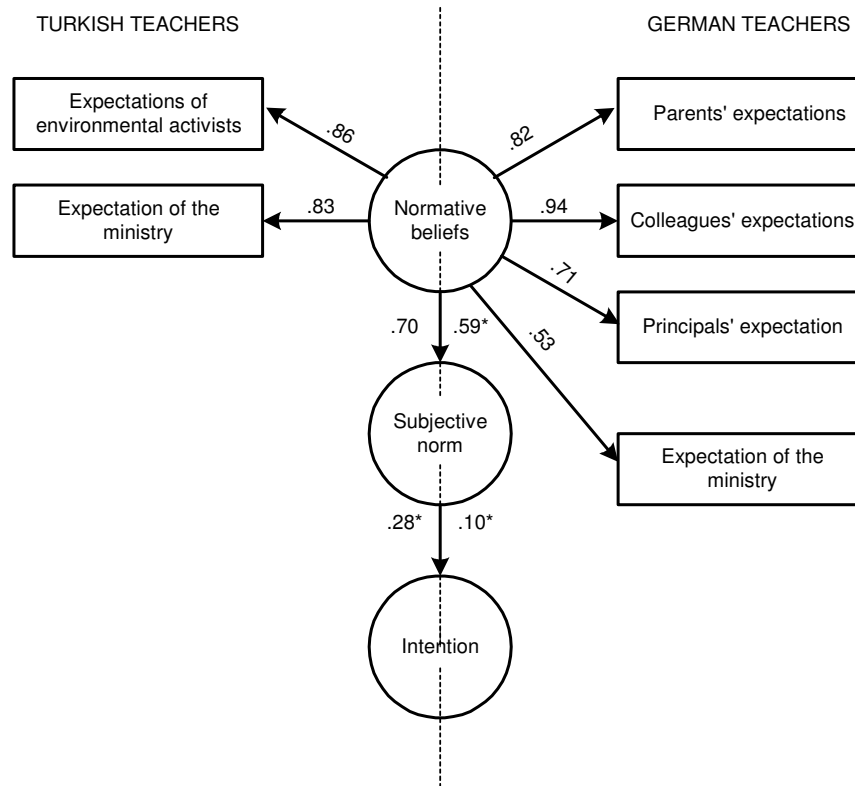 TURKISH TEACHERS
GERMAN TEACHERS
Expectations of
environmental activists
.86
.82
Parents' expectations
Expectation of the
ministry
.83
Normative
beliefs
.94
Colleagues' expectations
.71
Principals' expectation
.70
.59*
.53
Subjective
norm
Expectation of the
ministry
.28*
.10*
Intention